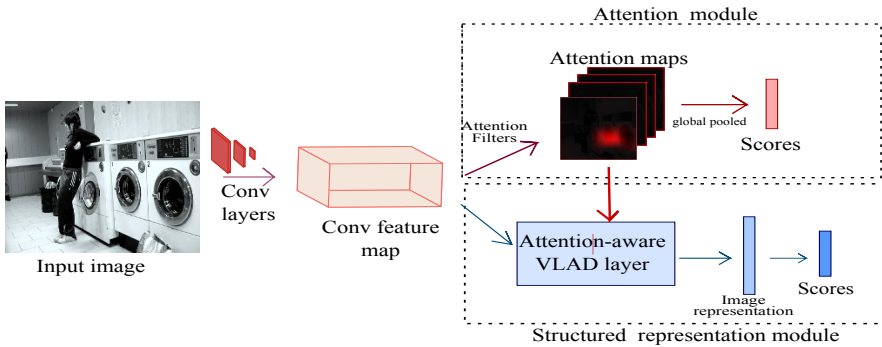 Attention module
Attention maps
Attention
Filters
global pooled
Scores
Conv
layers
Conv feature
map
Input image
Attention-aware
VLAD layer
Image
representation
Scores
Structured representation module